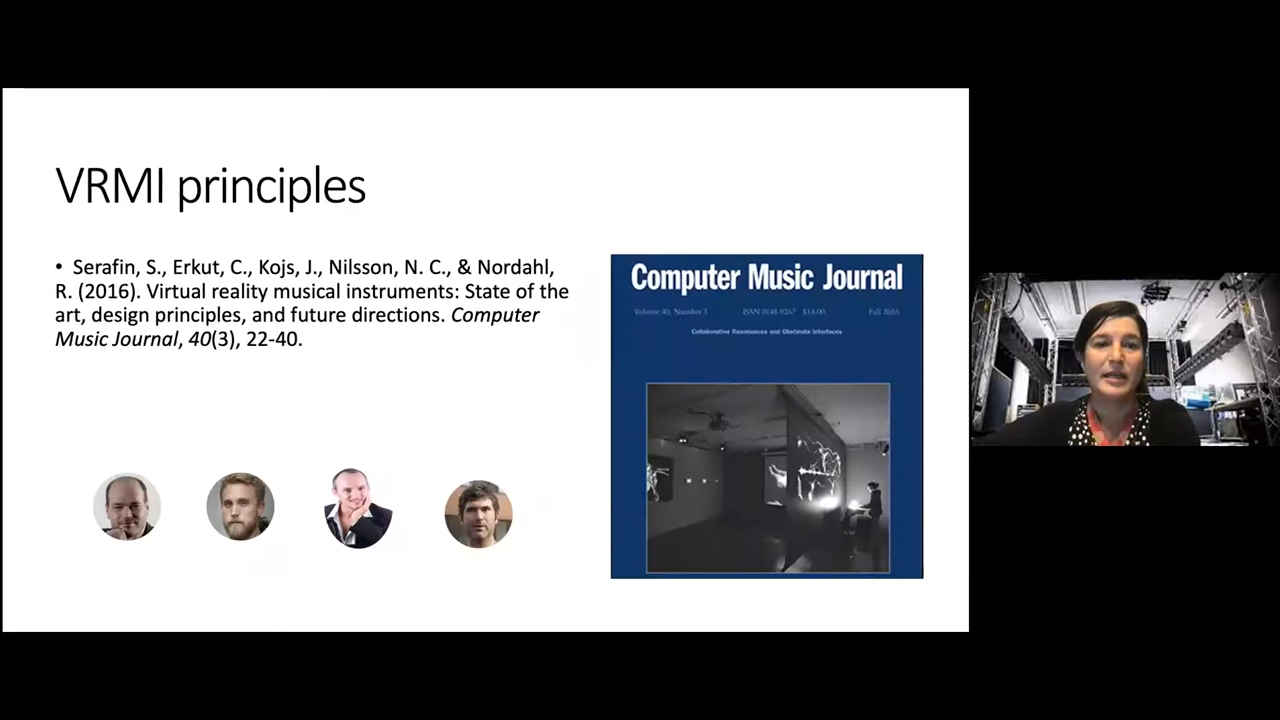 VRMI principles
• Serafin, S., Erkut, C., Kojs, J., Nilsson, N. C., & Nordahl,
R. (2016). Virtual reality musical instruments: State of the
art, design principles, and future directions. Computer
Music Journal, 40(3), 22-40.
Computer Music Journal
Volume 40, Number 3 ISSN 0148-9267 $18.00 Fall 2016
Collaborative Resonances and Obstinate Interfaces